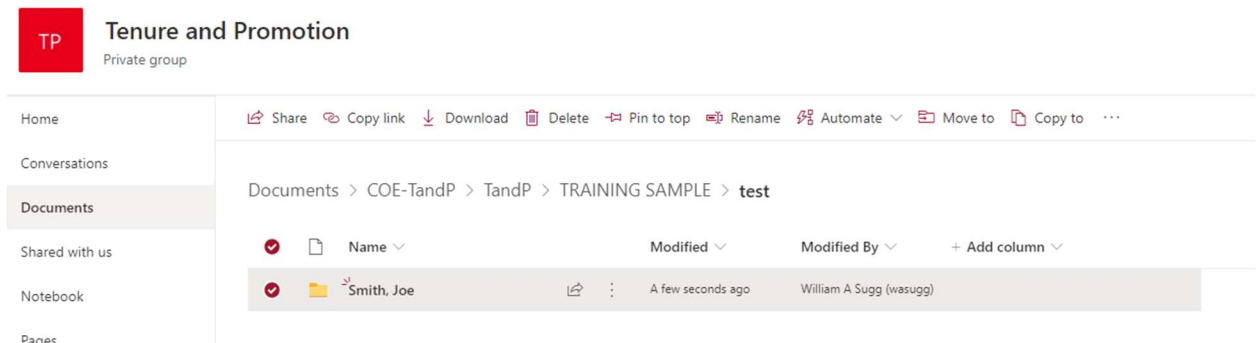 TP
Tenure and Promotion
Private group
Home
Share Copy link Download Delete Pin to top Rename Automate Move to Copy to ...
Conversations
Documents > COE-TandP > TandP > TRAINING SAMPLE > test
Documents
Shared with us
Name Modified Modified By + Add column
Notebook
Smith, Joe A few seconds ago William A Sugg (wasugg)
Pages